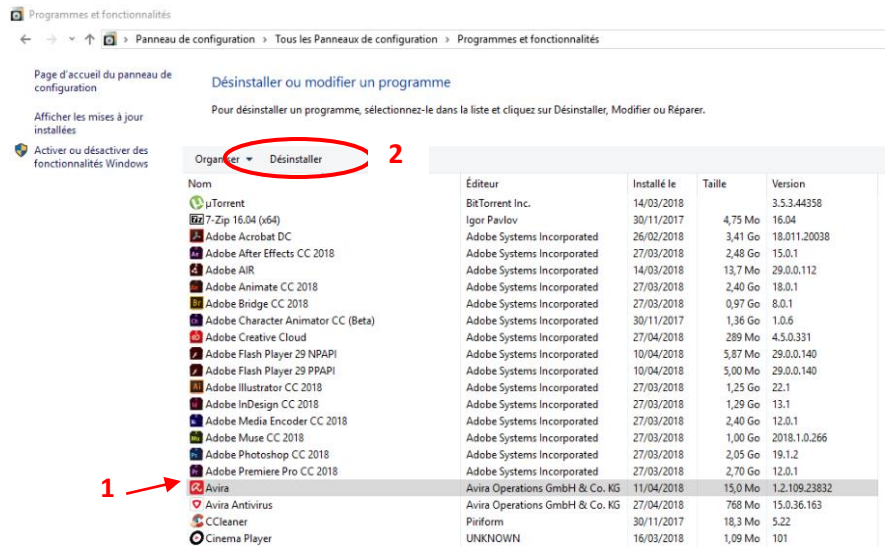 Programmes et fonctionnalités
Panneau de configuration > Tous les Panneaux de configuration > Programmes et fonctionnalités
Page d'accueil du panneau de
configuration
Afficher les mises à jour
installées
Activer ou désactiver des
fonctionnalités Windows
Désinstaller ou modifier un programme
Pour désinstaller un programme, sélectionnez-le dans la liste et cliquez sur Désinstaller, Modifier ou Réparer.
Organiser Désinstaller 2
Nom Éditeur Installé le Taille Version
µTorrent BitTorrent Inc. 14/03/2018 3.5.3.44358
7-Zip 16.04 (x64) Igor Pavlov 30/11/2017 4,75 Mo 16.04
Adobe Acrobat DC Adobe Systems Incorporated 26/02/2018 3,41 Go 18.011.20038
Adobe After Effects CC 2018 Adobe Systems Incorporated 27/03/2018 2,48 Go 15.0.1
Adobe AIR Adobe Systems Incorporated 14/03/2018 13,7 Mo 29.0.0.112
Adobe Animate CC 2018 Adobe Systems Incorporated 27/03/2018 2,40 Go 18.0.1
Adobe Bridge CC 2018 Adobe Systems Incorporated 27/03/2018 0,97 Go 8.0.1
Adobe Character Animator CC (Beta) Adobe Systems Incorporated 30/11/2017 1,36 Go 1.0.6
Adobe Creative Cloud Adobe Systems Incorporated 27/04/2018 289 Mo 4.5.0.331
Adobe Flash Player 29 NPAPI Adobe Systems Incorporated 10/04/2018 5,87 Mo 29.0.0.140
Adobe Flash Player 29 PPAPI Adobe Systems Incorporated 10/04/2018 5,00 Mo 29.0.0.140
Adobe Illustrator CC 2018 Adobe Systems Incorporated 27/03/2018 1,25 Go 22.1
Adobe InDesign CC 2018 Adobe Systems Incorporated 27/03/2018 1,29 Go 13.1
Adobe Media Encoder CC 2018 Adobe Systems Incorporated 27/03/2018 2,40 Go 12.0.1
Adobe Muse CC 2018 Adobe Systems Incorporated 27/03/2018 1,00 Go 2018.1.0.266
Adobe Photoshop CC 2018 Adobe Systems Incorporated 27/03/2018 2,05 Go 19.1.2
Adobe Premiere Pro CC 2018 Adobe Systems Incorporated 27/03/2018 2,70 Go 12.0.1
1 Avira Avira Operations GmbH & Co. KG 11/04/2018 15,0 Mo 1.2.109.23832
Avira Antivirus Avira Operations GmbH & Co. KG 27/04/2018 768 Mo 15.0.36.163
CCleaner Piriform 30/11/2017 18,3 Mo 5.22
Cinema Player UNKNOWN 16/03/2018 1,09 Mo 101